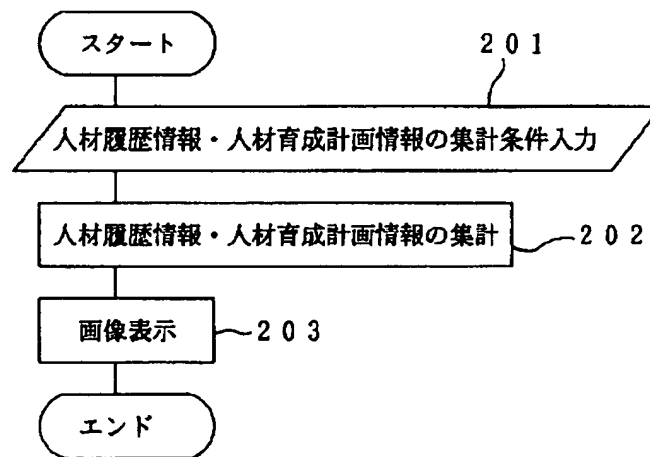 スタート
201
人材履歴情報・人材育成計画情報の集計条件入力
人材履歴情報・人材育成計画情報の集計
202
画像表示
203
エンド